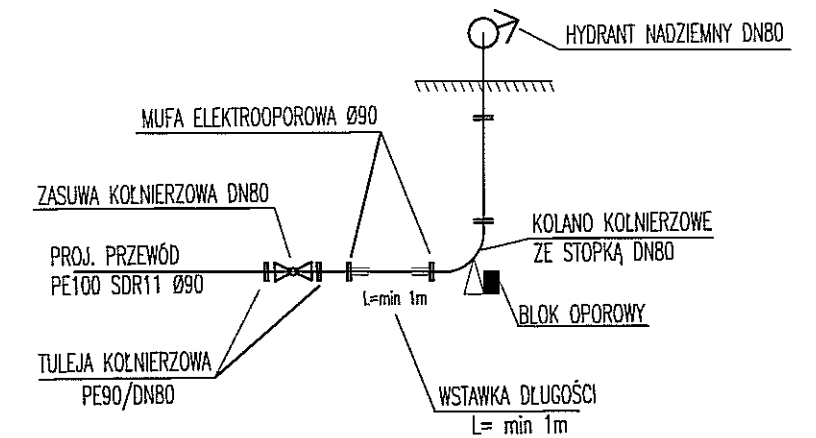 HYDRANT NADZIEMNY DN80
MUFA ELEKTROOPOROWA Ø90
ZASUWA KOŁNIERZOWA DN80
KOLANO KOŁNIERZOWE
ZE STOPKĄ DN80
PROJ. PRZEWÓD
PE100 SDR11 Ø90
L=min 1m
BLOK OPOROWY
TULEJA KOŁNIERZOWA
PE90/DN80
WSTAWKA DŁUGOŚCI
L= min 1m